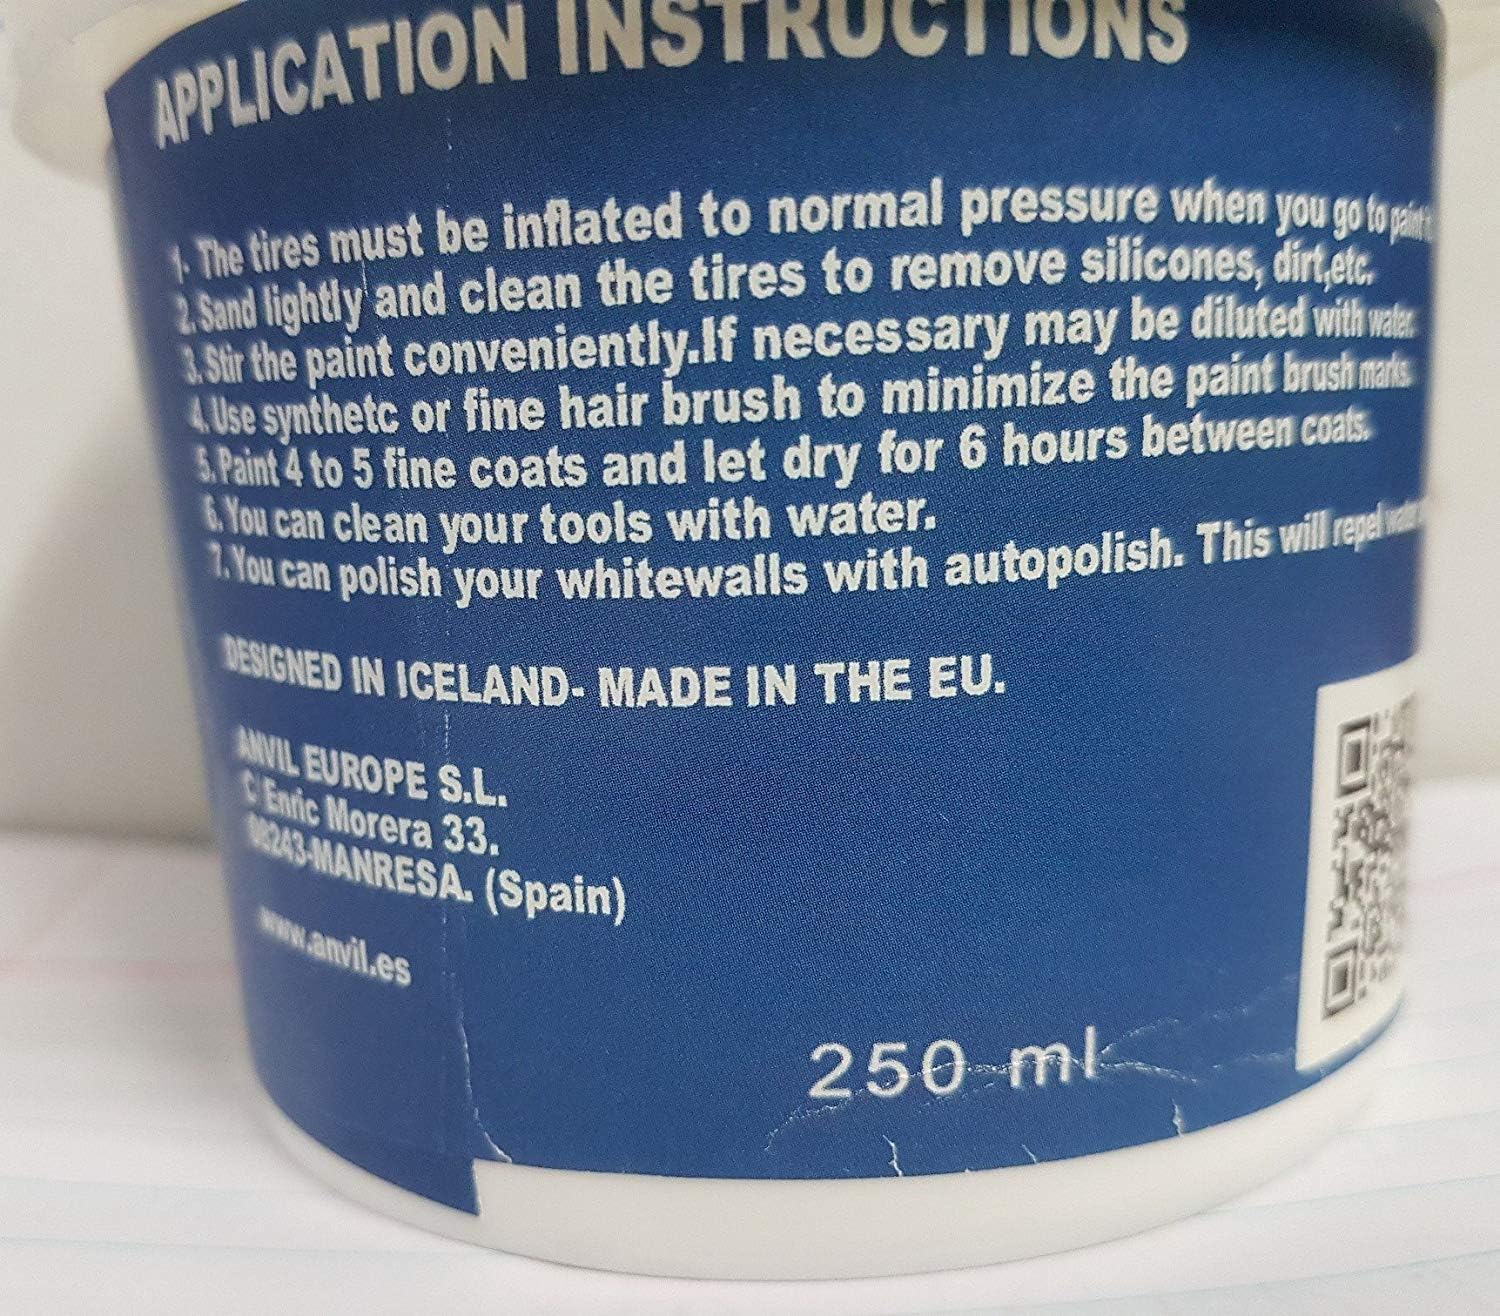 APPLICATION INSTRUCTIONS
1- The tires must be inflated to normal pressure when you go to paint
2. Sand lightly and clean the tires to remove silicones, dirt,etc.
3. Stir the paint conveniently.If necessary may be diluted with water.
4. Use synthetc or fine hair brush to minimize the paint brush marks.
5. Paint 4 to 5 fine coats and let dry for 6 hours between coats.
6. You can clean your tools with water.
7. You can polish your whitewalls with autopolish. This will repel water
DESIGNED IN ICELAND- MADE IN THE EU.
ANVIL EUROPE S.L.
C/ Enric Morera 33.
08243-MANRESA. (Spain)
www.anvil.es
250 ml